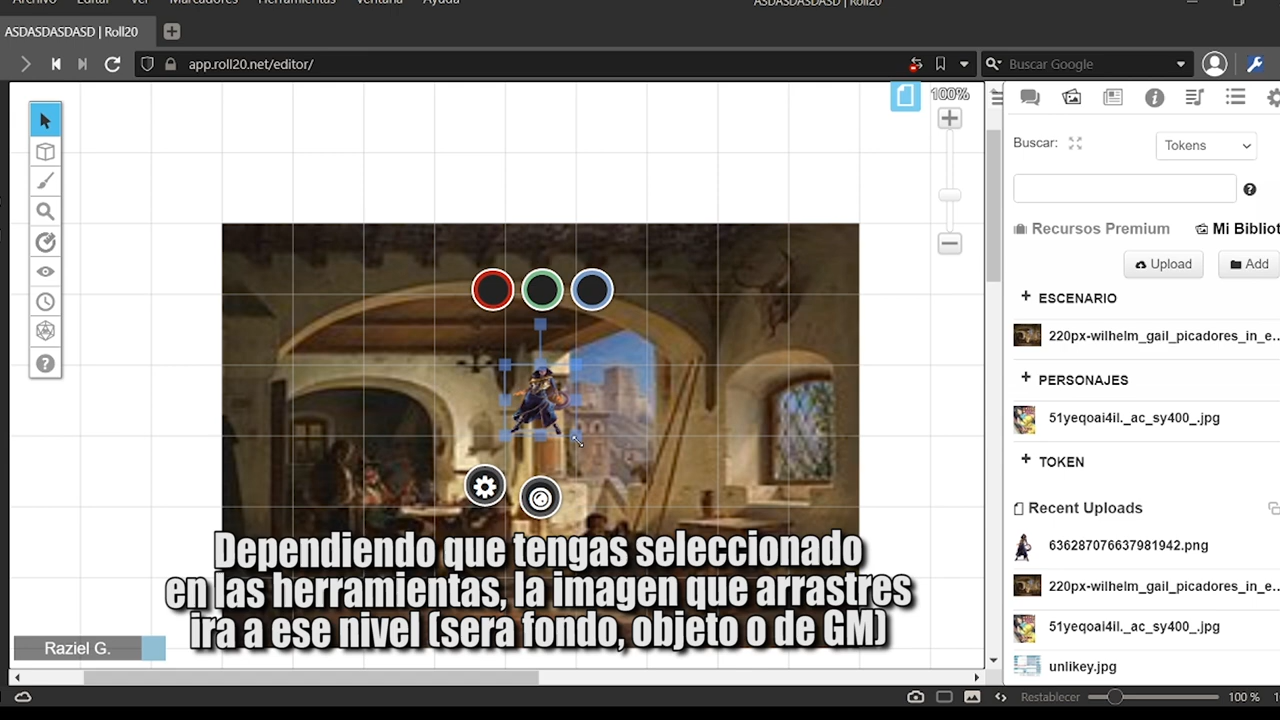 Archivo Editar Ver Marcadores Herramientas Ventana Ayuda
ASDASDASDASD | Roll20
ASDASDASDASD | Roll20
app.roll20.net/editor/
Buscar Google
100%
Buscar:
Tokens
Recursos Premium
Mi Bibliot
Upload
Add
+ ESCENARIO
220px-wilhelm_gail_picadores_in_e...
+ PERSONAJES
51yeqoai4il._ac_sy400_.jpg
+ TOKEN
Recent Uploads
636287076637981942.png
220px-wilhelm_gail_picadores_in_e...
51yeqoai4il._ac_sy400_.jpg
unlikey.jpg
Dependiendo que tengas seleccionado
en las herramientas, la imagen que arrastres
ira a ese nivel (sera fondo, objeto o de GM)
Raziel G.
Restablecer
100 %